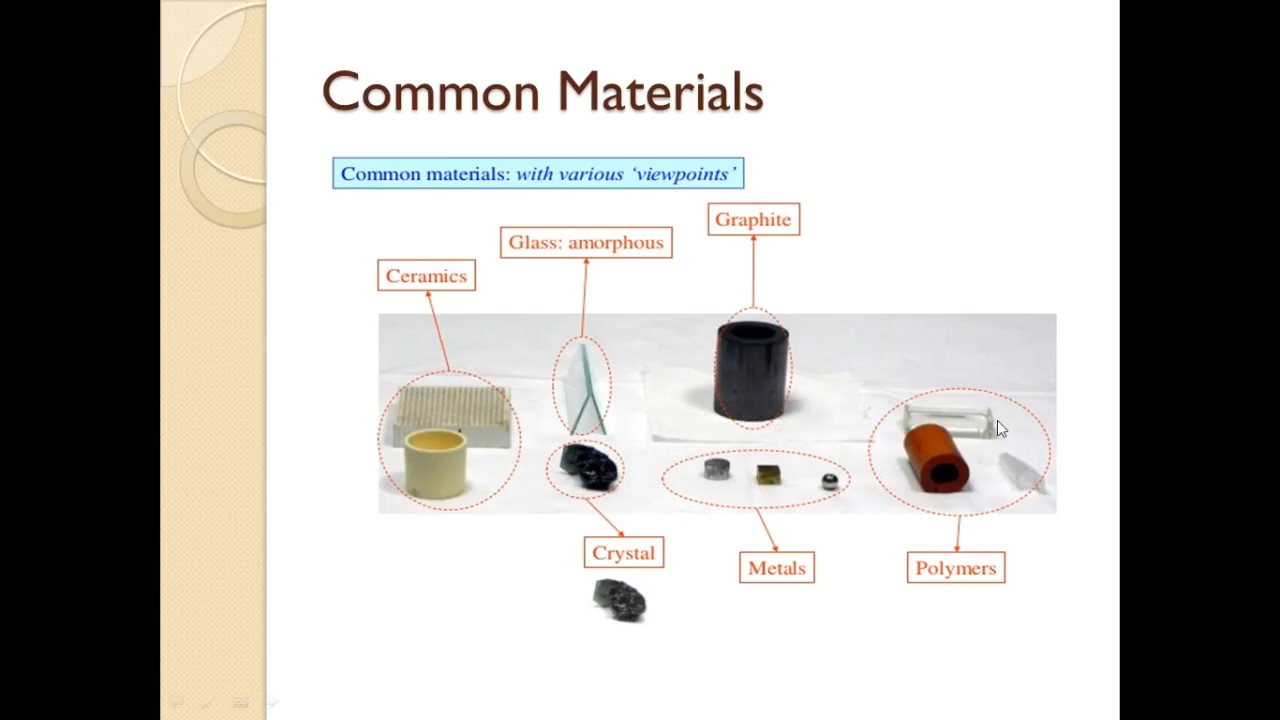 Common Materials
Common materials: with various ‘viewpoints’
Graphite
Glass: amorphous
Ceramics
Crystal
Metals
Polymers